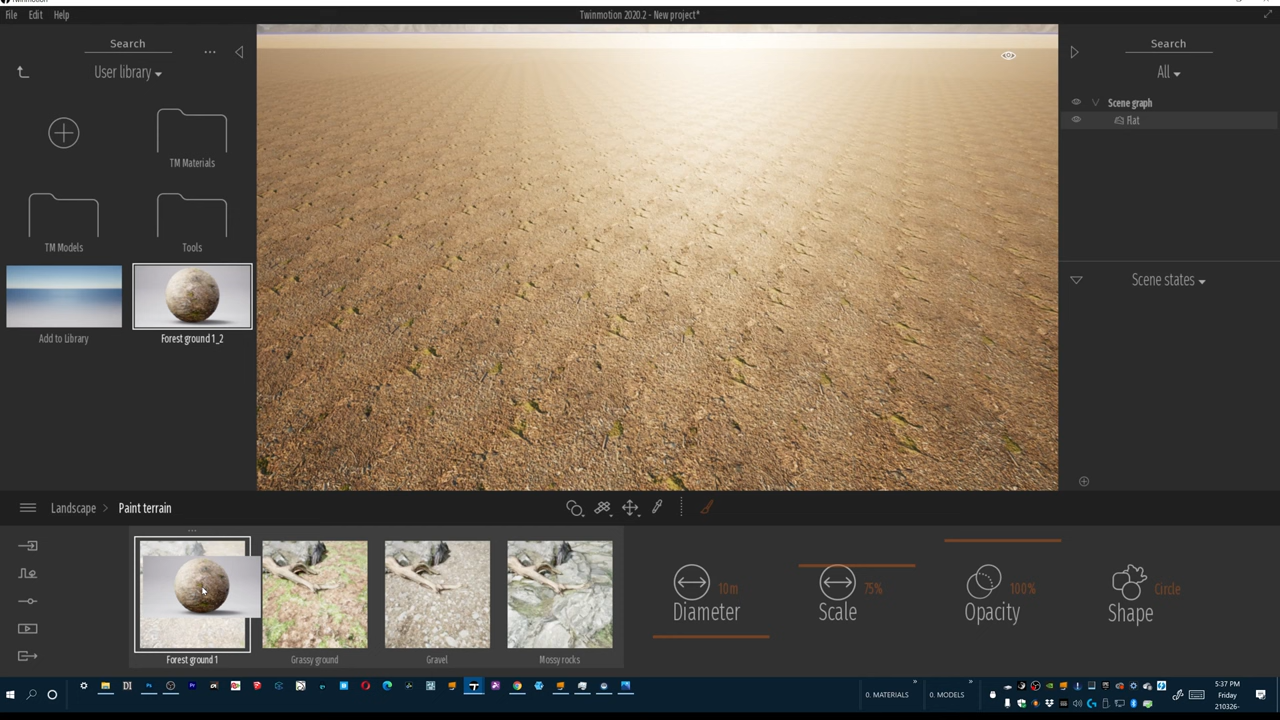 Twinmotion
File Edit Help
Twinmotion 2020.2 - New project*
Search
...
User library
TM Materials
TM Models
Tools
Add to Library
Forest ground 1_2
Search
All
Scene graph
Flat
Scene states
Landscape > Paint terrain
Forest ground 1
Grassy ground
Gravel
Mossy rocks
10m
Diameter
75%
Scale
100%
Opacity
Circle
Shape
0. MATERIALS
0. MODELS
5:37 PM
Friday
210326-